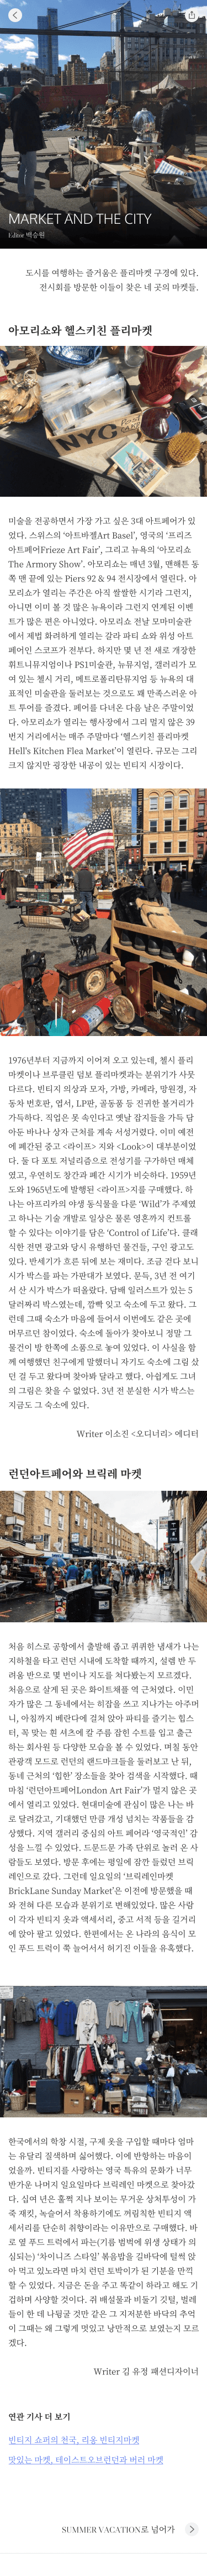 MARKET AND THE CITY
Editor 백승원
도시를 여행하는 즐거움은 플리마켓 구경에 있다.
전시회를 방문한 이들이 찾은 네 곳의 마켓들.
아모리쇼와 헬스키친 플리마켓
NYC
미술을 전공하면서 가장 가고 싶은 3대 아트페어가 있
었다. 스위스의 ‘아트바젤Art Basel’, 영국의 ‘프리즈
아트페어Frieze Art Fair’, 그리고 뉴욕의 ‘아모리쇼
The Armory Show’. 아모리쇼는 매년 3월, 맨해튼 동
쪽 맨 끝에 있는 Piers 92 & 94 전시장에서 열린다. 아
모리쇼가 열리는 주간은 아직 쌀쌀한 시기라 그런지,
아니면 이미 볼 것 많은 뉴욕이라 그런지 연계된 이벤
트가 많은 편은 아니었다. 아모리쇼 전날 모마미술관
에서 제법 화려하게 열리는 갈라 파티 쇼와 위성 아트
페어인 스코프가 전부다. 하지만 몇 년 전 새로 개장한
휘트니뮤지엄이나 PS1미술관, 뉴뮤지엄, 갤러리가 모
여 있는 첼시 거리, 메트로폴리탄뮤지엄 등 뉴욕의 대
표적인 미술관을 둘러보는 것으로도 꽤 만족스러운 아
트 투어를 즐겼다. 페어를 다녀온 다음 날은 주말이었
다. 아모리쇼가 열리는 행사장에서 그리 멀지 않은 39
번지 거리에서는 매주 주말마다 ‘헬스키친 플리마켓
Hell's Kitchen Flea Market’이 열린다. 규모는 그리
크지 않지만 굉장한 내공이 있는 빈티지 시장이다.
1976년부터 지금까지 이어져 오고 있는데, 첼시 플리
마켓이나 브루클린 덤보 플리마켓과는 분위기가 사뭇
다르다. 빈티지 의상과 모자, 가방, 카메라, 망원경, 자
동차 번호판, 엽서, LP판, 골동품 등 진귀한 볼거리가
가득하다. 직업은 못 속인다고 옛날 잡지들을 가득 담
아둔 바나나 상자 근처를 계속 서성거렸다. 이미 예전
에 폐간된 중고 <라이프> 지와 <Look>이 대부분이었
다. 둘 다 포토 저널리즘으로 전성기를 구가하던 매체
였고, 우연히도 창간과 폐간 시기가 비슷하다. 1959년
도와 1965년도에 발행된 <라이프>지를 구매했다. 하
나는 아프리카의 야생 동식물을 다룬 ‘Wild’가 주제였
고 하나는 기술 개발로 일상은 물론 영혼까지 컨트롤
할 수 있다는 이야기를 담은 ‘Control of Life’다. 클래
식한 전면 광고와 당시 유행하던 물건들, 구인 광고도
있다. 반세기가 흐른 뒤에 보는 재미다. 조금 걷다 보니
시가 박스를 파는 가판대가 보였다. 문득, 3년 전 여기
서 산 시가 박스가 떠올랐다. 담배 일러스트가 있는 5
달러짜리 박스였는데, 깜빡 잊고 숙소에 두고 왔다. 그
런데 그때 숙소가 마음에 들어서 이번에도 같은 곳에
머무르던 참이었다. 숙소에 돌아가 찾아보니 정말 그
물건이 방 한쪽에 소품으로 놓여 있었다. 이 사실을 함
께 여행했던 친구에게 말했더니 자기도 숙소에 그림 샀
던 걸 두고 왔다며 찾아봐 달라고 했다. 아쉽게도 그녀
의 그림은 찾을 수 없었다. 3년 전 분실한 시가 박스는
지금도 그 숙소에 있다.
Writer 이소진 <오디너리> 에디터
런던아트페어와 브릭레 마켓
처음 히스로 공항에서 출발해 좁고 퀴퀴한 냄새가 나는
지하철을 타고 런던 시내에 도착할 때까지, 설렘 반 두
려움 반으로 몇 번이나 지도를 쳐다봤는지 모르겠다.
처음으로 살게 된 곳은 화이트채플 역 근처였다. 이민
자가 많은 그 동네에서는 히잡을 쓰고 지나가는 아주머
니, 아침까지 베란다에 걸쳐 앉아 파티를 즐기는 힙스
터, 꼭 맞는 흰 셔츠에 칼 주름 잡힌 수트를 입고 출근
하는 회사원 등 다양한 모습을 볼 수 있었다. 며칠 동안
관광객 모드로 런던의 랜드마크들을 둘러보고 난 뒤,
동네 근처의 ‘힙한’ 장소들을 찾아 검색을 시작했다. 때
마침 ‘런던아트페어London Art Fair’가 멀지 않은 곳
에서 열리고 있었다. 현대미술에 관심이 많은 나는 바
로 달려갔고, 기대했던 만큼 개성 넘치는 작품들을 감
상했다. 지역 갤러리 중심의 아트 페어라 ‘영국적인’ 감
성을 느낄 수 있었다. 드문드문 가족 단위로 놀러 온 사
람들도 보였다. 방문 후에는 평일에 잠깐 들렀던 브릭
레인으로 갔다. 그런데 일요일의 ‘브릭레인마켓
BrickLane Sunday Market’은 이전에 방문했을 때
와 전혀 다른 모습과 분위기로 변해있었다. 많은 사람
이 각자 빈티지 옷과 액세서리, 중고 서적 등을 길거리
에 앉아 팔고 있었다. 한편에서는 온 나라의 음식이 모
인 푸드 트럭이 쭉 늘어서서 허기진 이들을 유혹했다.
한국에서의 학창 시절, 구제 옷을 구입할 때마다 엄마
는 유달리 질색하며 싫어했다. 이에 반항하는 마음이
었을까. 빈티지를 사랑하는 영국 특유의 문화가 너무
반가운 나머지 일요일마다 브릭레인 마켓으로 찾아갔
다. 십여 년은 훌쩍 지나 보이는 무거운 상처투성이 가
죽 재킷, 녹슬어서 착용하기에도 꺼림칙한 빈티지 액
세서리를 단순히 취향이라는 이유만으로 구매했다. 바
로 옆 푸드 트럭에서 파는(기름 범벅에 위생 상태가 의
심되는) ‘차이니즈 스타일’ 볶음밥을 길바닥에 털썩 앉
아 먹고 있노라면 마치 런던 토박이가 된 기분을 만끽
할 수 있었다. 지금은 돈을 주고 똑같이 하라고 해도 기
겁하며 사양할 것이다. 쥐 배설물과 비둘기 깃털, 벌레
들이 한 데 나뒹굴 것만 같은 그 지저분한 바닥의 추억
이 그때는 왜 그렇게 멋있고 낭만적으로 보였는지 모르
겠다.
Writer 김 유정 패션디자이너
연관 기사 더 보기
빈티지 쇼퍼의 천국, 리옹 빈티지마켓
맛있는 마켓, 테이스트오브런던과 버러 마켓
SUMMER VACATION로 넘어가